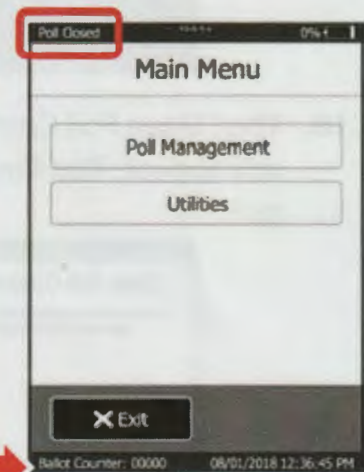 Poll Closed 0%
Main Menu
Poll Management
Utilities
Exit
Ballot Counter: 00000 08/01/2018 12:36:45 PM